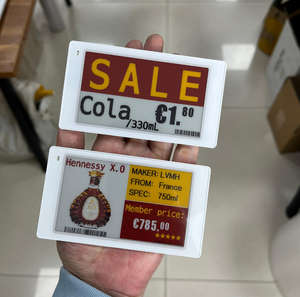 SALE
Cola
/330mL
€1.80
Hennessy X.O
MAKER: LVMH
FROM: France
SPEC: 750ml
Member price:
€785,00